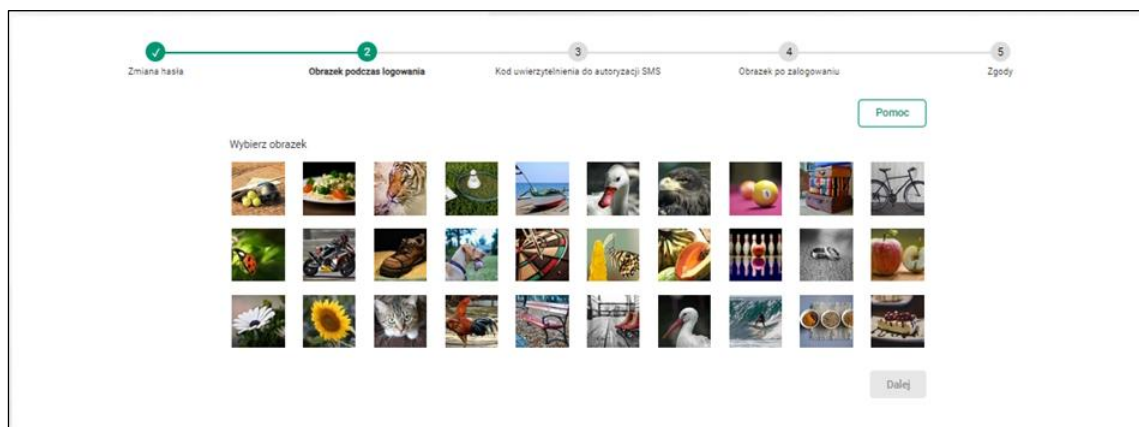 2
3
4
5
Zmiana hasła
Obrazek podczas logowania
Kod uwierzytelnienia do autoryzacji SMS
Obrazek po zalogowaniu
Zgody
Pomoc
Wybierz obrazek
Dalej